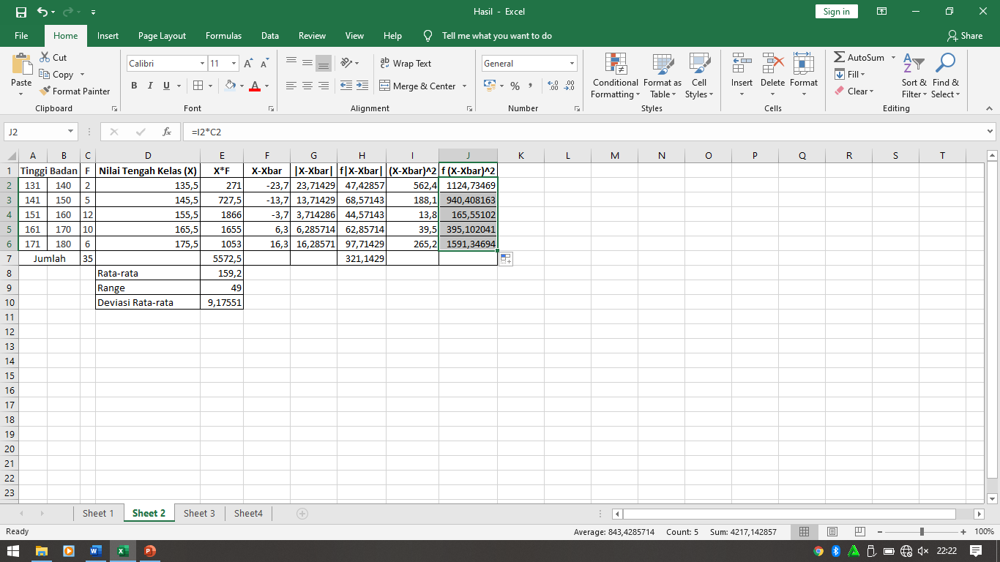 Hasil - Excel
Sign in
File Home Insert Page Layout Formulas Data Review View Help Tell me what you want to do Share
Paste Cut Copy Format Painter Clipboard
Calibri 11 A A B I U A Font
ab Wrap Text Merge & Center Alignment
General % , Number
Conditional Formatting Format as Table Cell Styles Styles
Insert Delete Format Cells
AutoSum Fill Clear Sort & Filter Find & Select Editing
J2 fx =I2*C2
A B C D E F G H I J K L M N O P Q R S T
1 Tinggi Badan F Nilai Tengah Kelas (X) X*F X-Xbar |X-Xbar| f|X-Xbar| (X-Xbar)^2 f (X-Xbar)^2
2 131 140 2 135,5 271 -23,7 23,71429 47,42857 562,4 1124,73469
3 141 150 5 145,5 727,5 -13,7 13,71429 68,57143 188,1 940,408163
4 151 160 12 155,5 1866 -3,7 3,714286 44,57143 13,8 165,55102
5 161 170 10 165,5 1655 6,3 6,285714 62,85714 39,5 395,102041
6 171 180 6 175,5 1053 16,3 16,28571 97,71429 265,2 1591,34694
7 Jumlah 35 5572,5 321,1429
8 Rata-rata 159,2
9 Range 49
10 Deviasi Rata-rata 9,17551
11
12
13
14
15
16
17
18
19
20
21
22
23
Sheet 1 Sheet 2 Sheet 3 Sheet4
Ready Average: 843,4285714 Count: 5 Sum: 4217,142857 100%
22:22